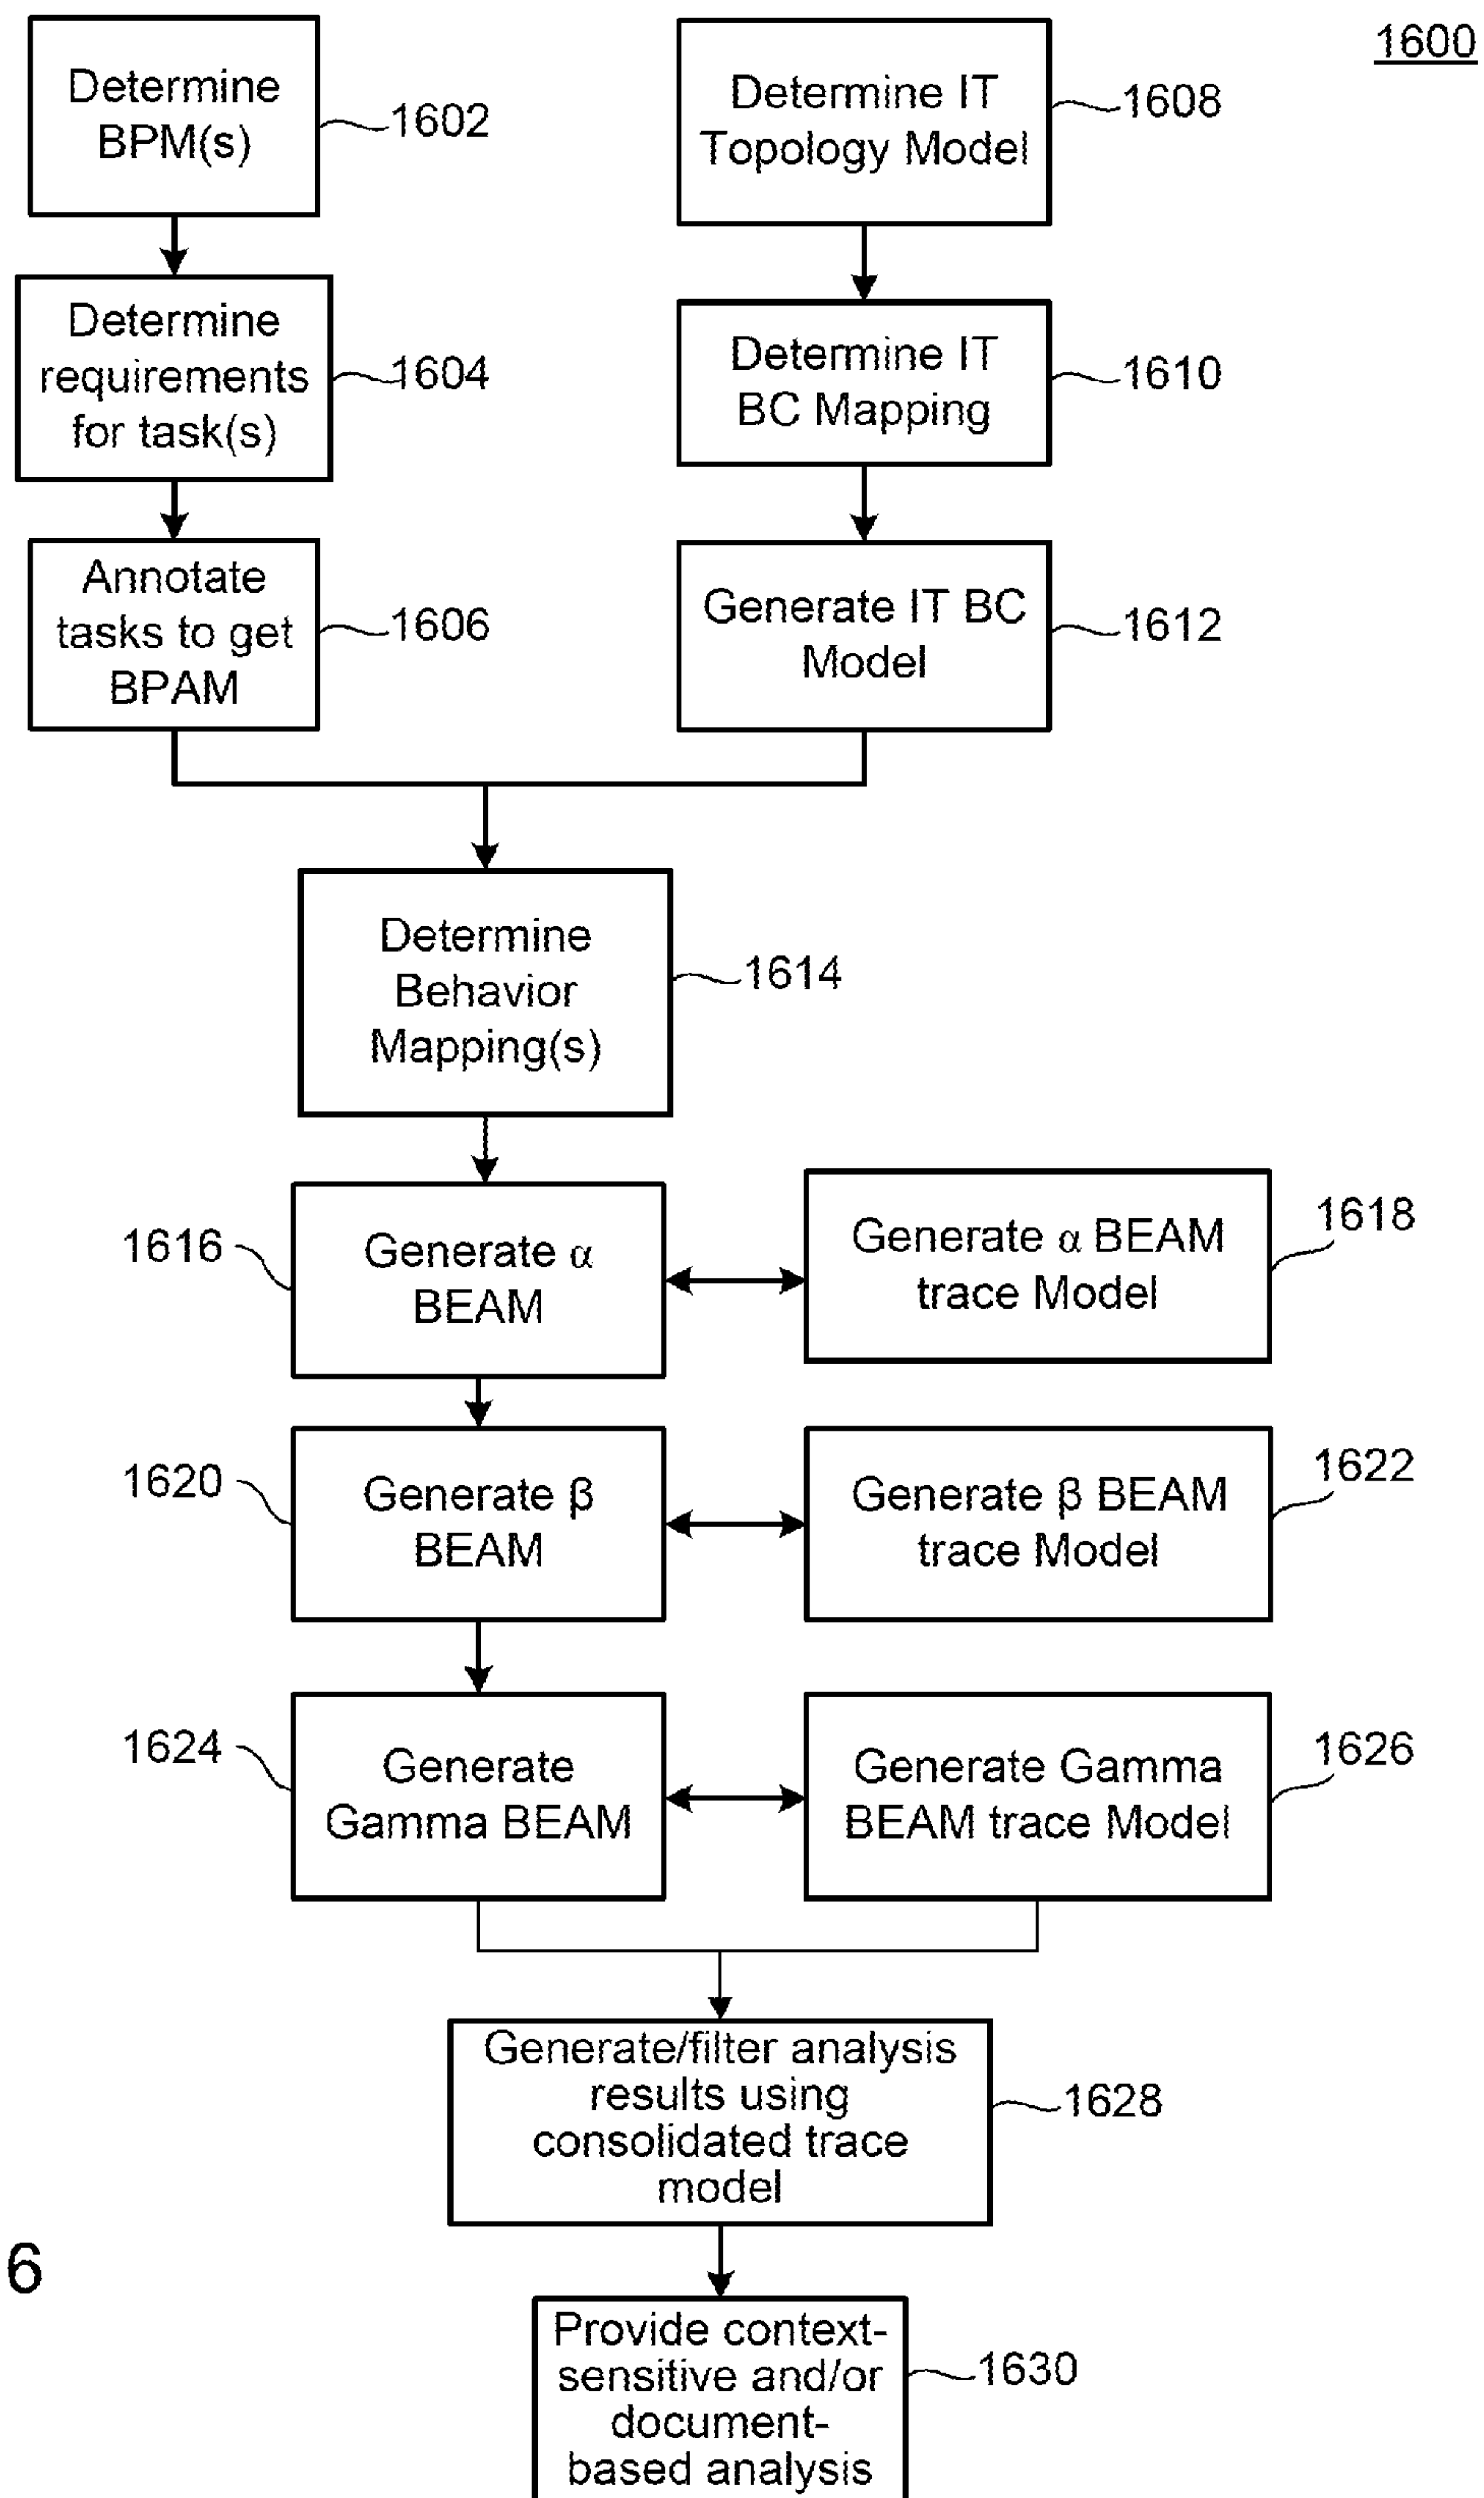 1600
Determine
BPM(s)
1602
Determine
requirements
for task(s)
1604
Annotate
tasks to get
BPAM
1606
Determine IT
Topology Model
1608
Determine IT
BC Mapping
1610
Generate IT BC
Model
1612
Determine
Behavior
Mapping(s)
1614
1616
Generate α
BEAM
Generate α BEAM
trace Model
1618
1620
Generate β
BEAM
Generate β BEAM
trace Model
1622
1624
Generate
Gamma BEAM
Generate Gamma
BEAM trace Model
1626
Generate/filter analysis
results using
consolidated trace
model
1628
6
Provide context-
sensitive and/or
document-
based analysis
1630